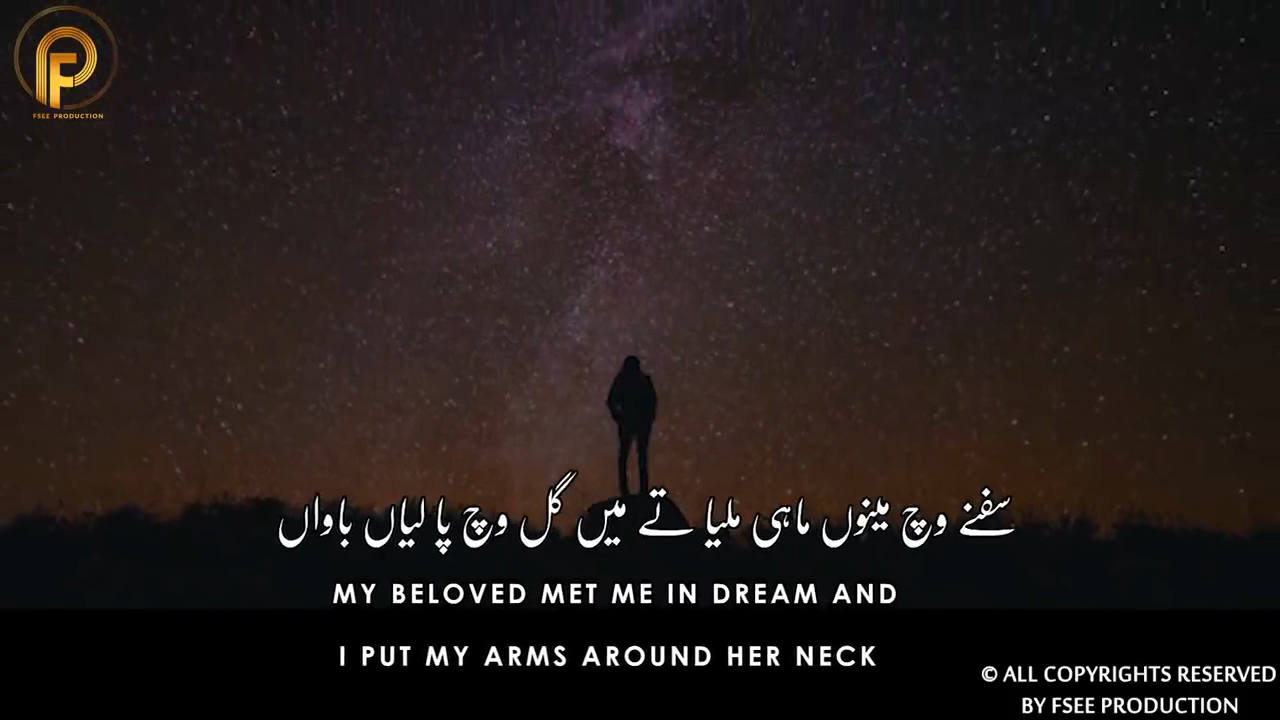 FSEE PRODUCTION
سفنے وچ مینوں ماہی ملیا تے میں گل وچ پا لیاں باواں
MY BELOVED MET ME IN DREAM AND
I PUT MY ARMS AROUND HER NECK
© ALL COPYRIGHTS RESERVED
BY FSEE PRODUCTION